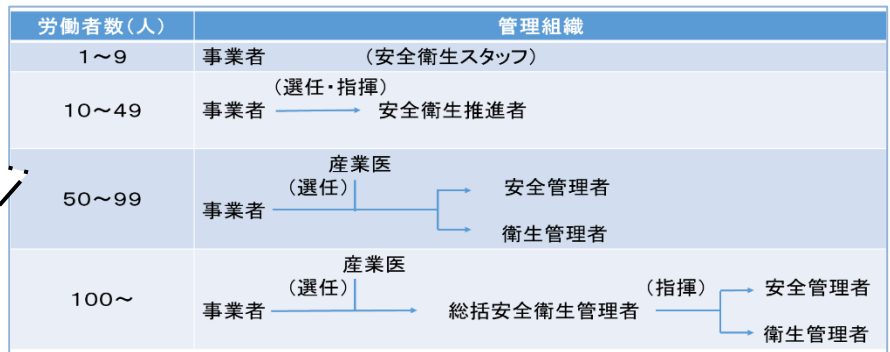 労働者数(人) 管理組織
1～9 事業者 (安全衛生スタッフ)
(選任・指揮)
10～49 事業者 安全衛生推進者
産業医
(選任) 安全管理者
50～99 事業者
衛生管理者
産業医
(選任) (指揮) 安全管理者
100～ 事業者 総括安全衛生管理者
衛生管理者